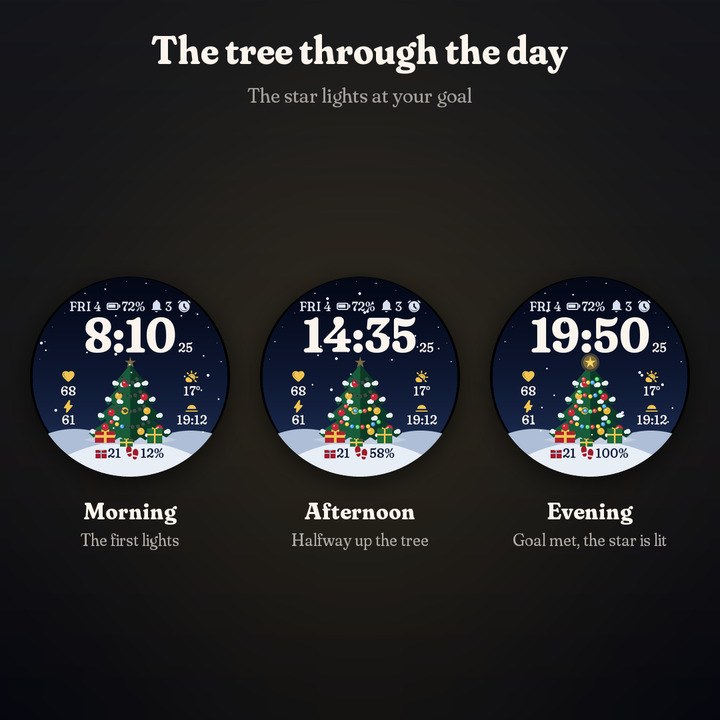 The tree through the day
The star lights at your goal
FRI 4 72% 3
8:10 25
68 17°
61 19:12
21 12%
Morning
The first lights
FRI 4 72% 3
14:35 25
68 17°
61 19:12
21 58%
Afternoon
Halfway up the tree
FRI 4 72% 3
19:50 25
68 17°
61 19:12
21 100%
Evening
Goal met, the star is lit